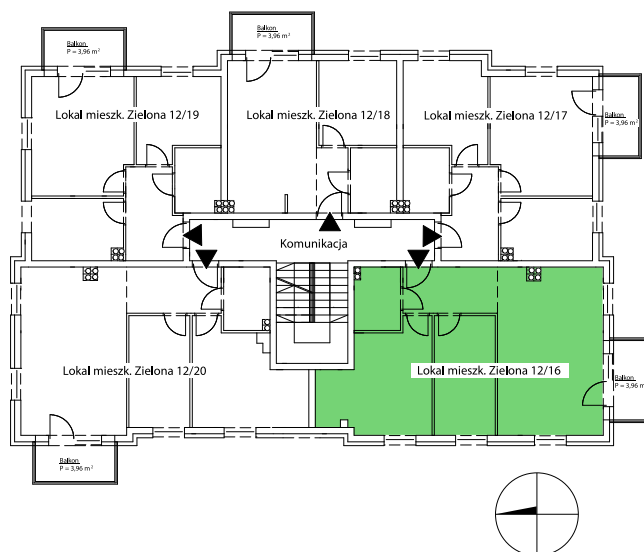 Balkon
P = 3,96 m²
Balkon
P = 3,96 m²
Lokal mieszk. Zielona 12/19
Lokal mieszk. Zielona 12/18
Lokal mieszk. Zielona 12/17
Balkon
P = 3,96 m²
Komunikacja
Lokal mieszk. Zielona 12/20
Lokal mieszk. Zielona 12/16
Balkon
P = 3,96 m²
Balkon
P = 3,96 m²